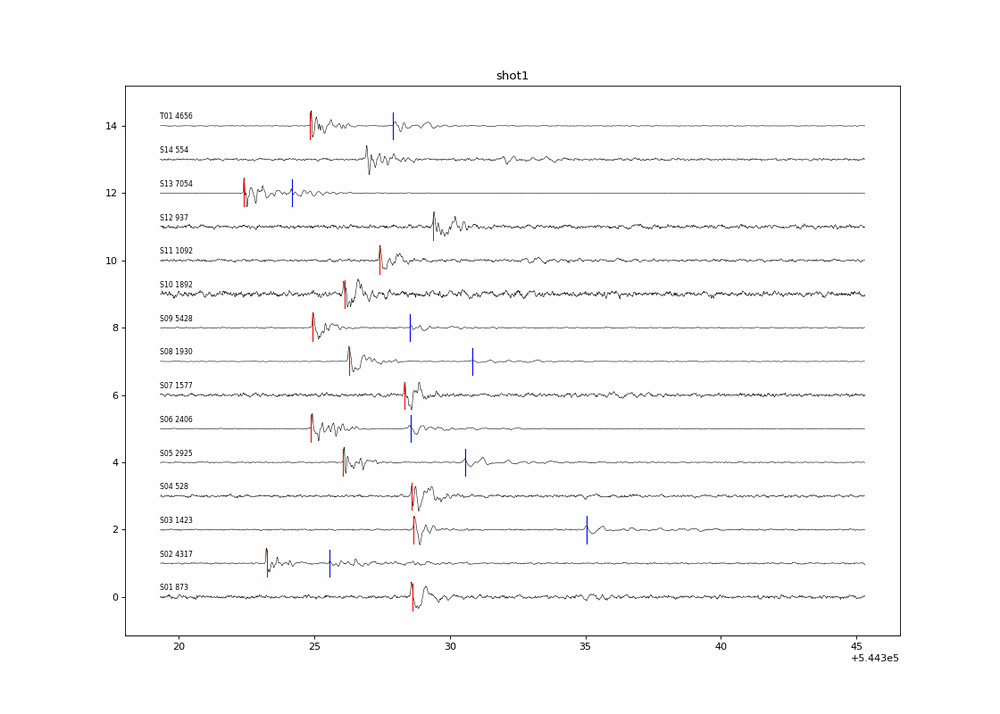 shot1
T01 4656
14
S14 554
S13 7054
12
S12 937
S11 1092
10
S10 1892
S09 5428
8
S08 1930
S07 1577
6
S06 2406
S05 2925
4
S04 528
S03 1423
2
S02 4317
S01 873
0
20 25 30 35 40 45
+5.443e5